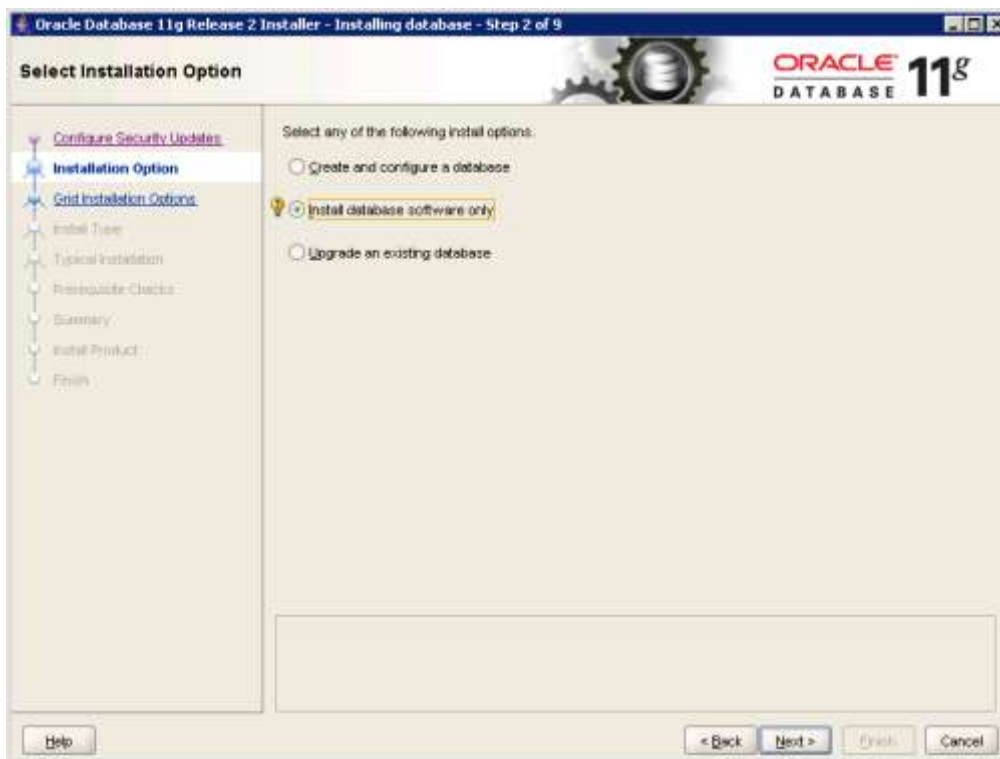 Oracle Database 11g Release 2 Installer - Installing database - Step 2 of 9
Select Installation Option
ORACLE
DATABASE
11g
Configure Security Updates
Installation Option
Grid Installation Options
Install Type
Typical Installation
Prerequisite Checks
Summary
Install Product
Finish
Select any of the following install options.
Create and configure a database
Install database software only
Upgrade an existing database
Help
< Back
Next >
Finish
Cancel